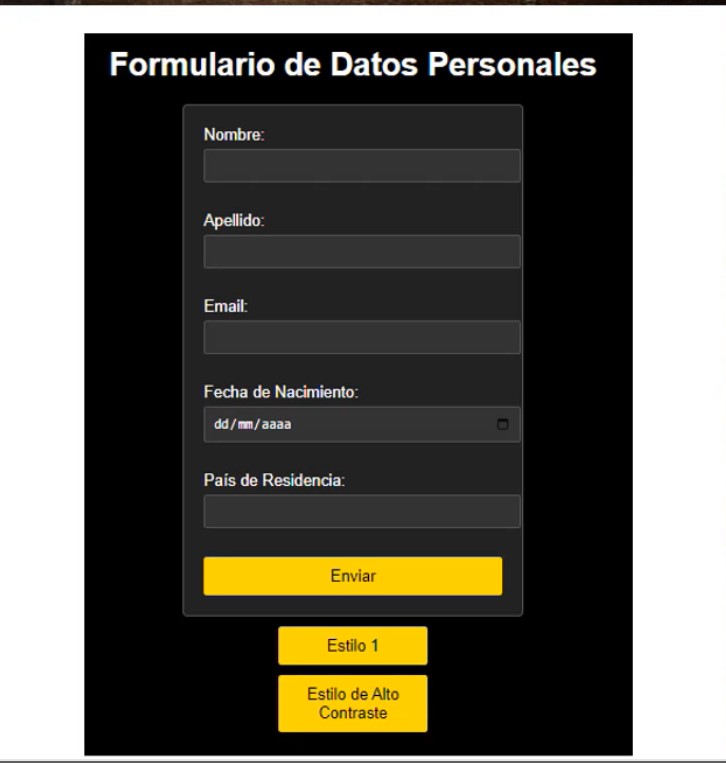 Formulario de Datos Personales
Nombre:
Apellido:
Email:
Fecha de Nacimiento:
dd/mm/aaaa
País de Residencia:
Enviar
Estilo 1
Estilo de Alto
Contraste